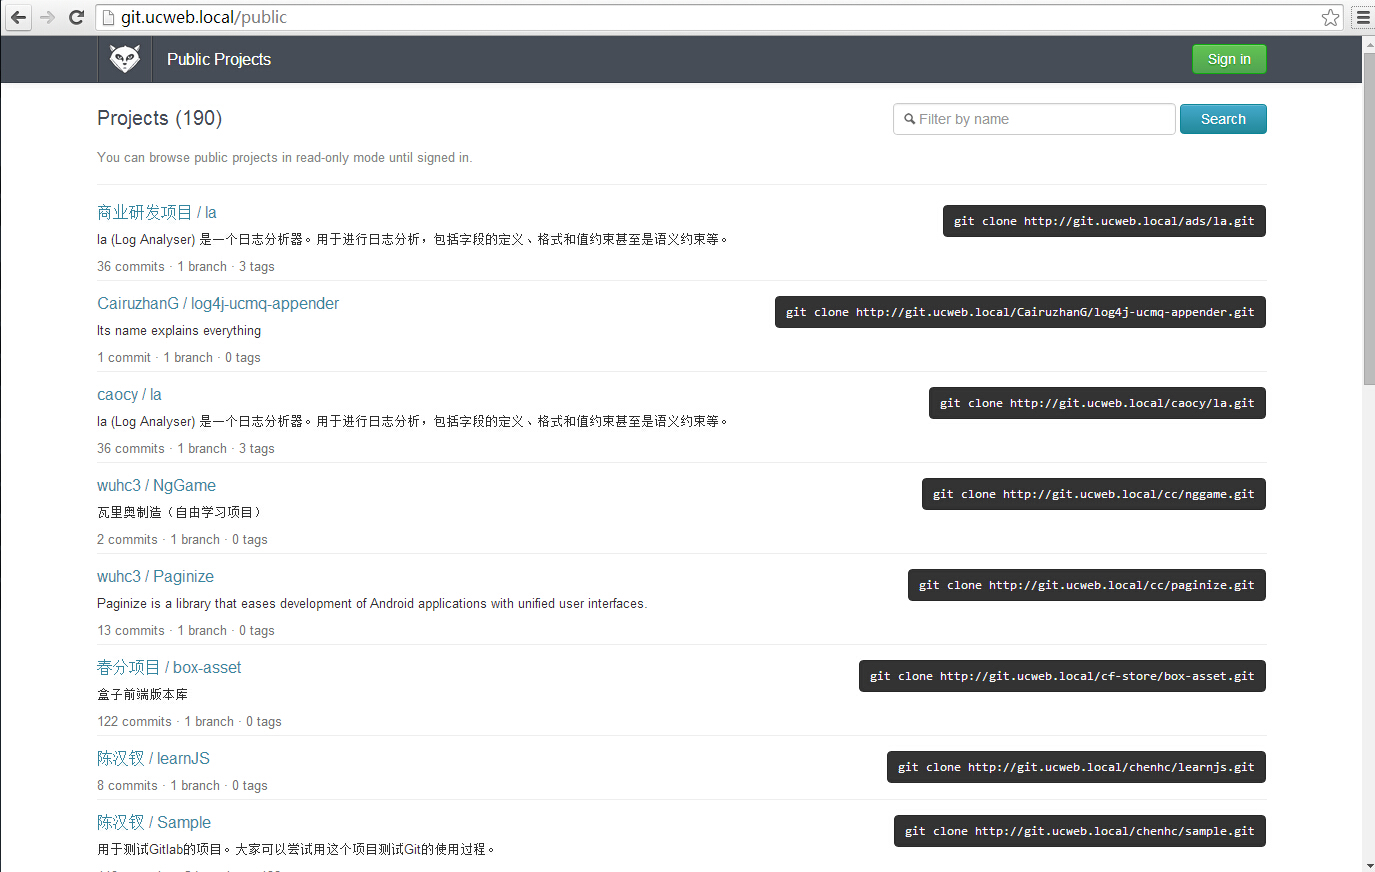 git.ucweb.local/public
Public Projects
Sign in
Projects (190)
Filter by name
Search
You can browse public projects in read-only mode until signed in.
商业研发项目 / la
git clone http://git.ucweb.local/ads/la.git
la (Log Analyser) 是一个日志分析器。用于进行日志分析，包括字段的定义、格式和值约束甚至是语义约束等。
36 commits · 1 branch · 3 tags
CairuzhanG / log4j-ucmq-appender
git clone http://git.ucweb.local/CairuzhanG/log4j-ucmq-appender.git
Its name explains everything
1 commit · 1 branch · 0 tags
caocy / la
git clone http://git.ucweb.local/caocy/la.git
la (Log Analyser) 是一个日志分析器。用于进行日志分析，包括字段的定义、格式和值约束甚至是语义约束等。
36 commits · 1 branch · 3 tags
wuhc3 / NgGame
git clone http://git.ucweb.local/cc/nggame.git
瓦里奥制造（自由学习项目）
2 commits · 1 branch · 0 tags
wuhc3 / Paginize
git clone http://git.ucweb.local/cc/paginize.git
Paginize is a library that eases development of Android applications with unified user interfaces.
13 commits · 1 branch · 0 tags
春分项目 / box-asset
git clone http://git.ucweb.local/cf-store/box-asset.git
盒子前端版本库
122 commits · 1 branch · 0 tags
陈汉钗 / learnJS
git clone http://git.ucweb.local/chenhc/learnjs.git
8 commits · 1 branch · 0 tags
陈汉钗 / Sample
git clone http://git.ucweb.local/chenhc/sample.git
用于测试Gitlab的项目。大家可以尝试用这个项目测试Git的使用过程。